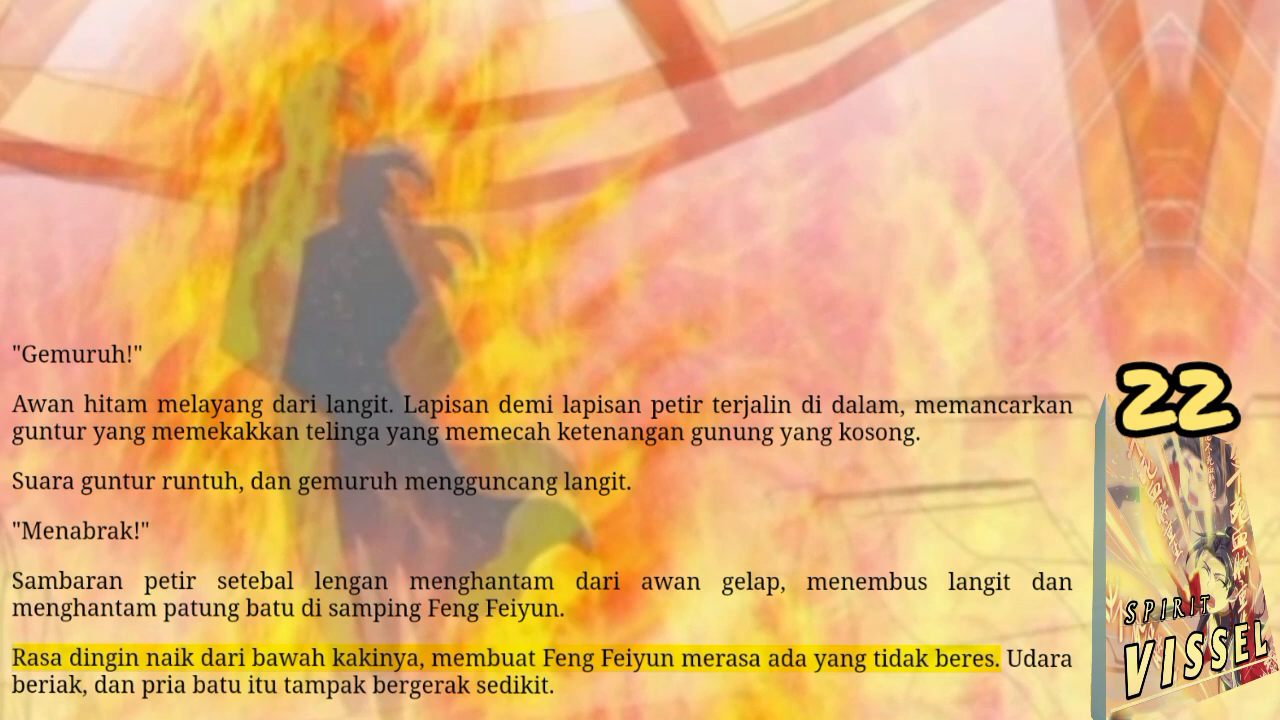 "Gemuruh!"
Awan hitam melayang dari langit. Lapisan demi lapisan petir terjalin di dalam, memancarkan
guntur yang memekakkan telinga yang memecah ketenangan gunung yang kosong.
Suara guntur runtuh, dan gemuruh mengguncang langit.
"Menabrak!"
Sambaran petir setebal lengan menghantam dari awan gelap, menembus langit dan
menghantam patung batu di samping Feng Feiyun.
Rasa dingin naik dari bawah kakinya, membuat Feng Feiyun merasa ada yang tidak beres. Udara
beriak, dan pria batu itu tampak bergerak sedikit.
22
SPIRIT
VISSEL